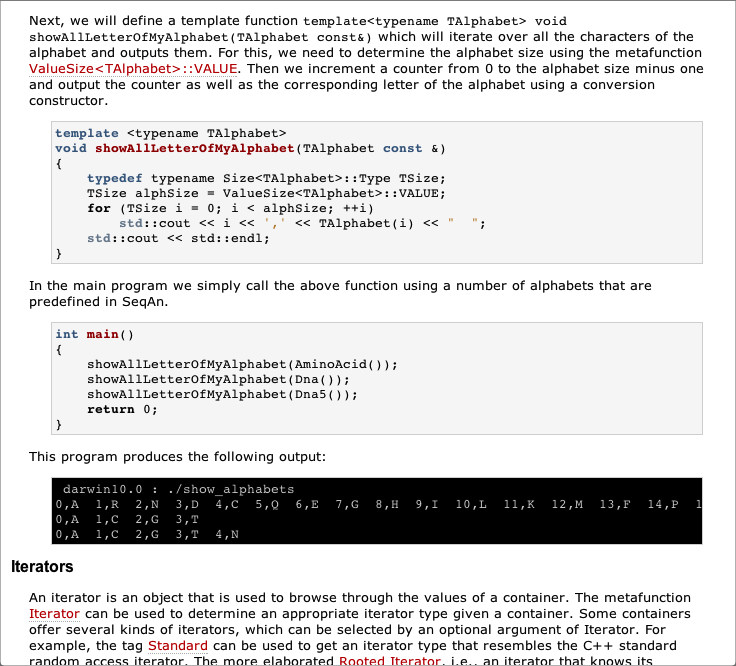 Next, we will define a template function template<typename TAlphabet> void
showAllLetterOfMyAlphabet(TAlphabet const&) which will iterate over all the characters of the
alphabet and outputs them. For this, we need to determine the alphabet size using the metafunction
ValueSize<TAlphabet>::VALUE. Then we increment a counter from 0 to the alphabet size minus one
and output the counter as well as the corresponding letter of the alphabet using a conversion
constructor.
template <typename TAlphabet>
void showAllLetterOfMyAlphabet(TAlphabet const &)
{
    typedef typename Size<TAlphabet>::Type TSize;
    TSize alphSize = ValueSize<TAlphabet>::VALUE;
    for (TSize i = 0; i < alphSize; ++i)
        std::cout << i << ',' << TAlphabet(i) << "  ";
    std::cout << std::endl;
}
In the main program we simply call the above function using a number of alphabets that are
predefined in SeqAn.
int main()
{
    showAllLetterOfMyAlphabet(AminoAcid());
    showAllLetterOfMyAlphabet(Dna());
    showAllLetterOfMyAlphabet(Dna5());
    return 0;
}
This program produces the following output:
darwin10.0 : ./show_alphabets
0,A  1,R  2,N  3,D  4,C  5,Q  6,E  7,G  8,H  9,I  10,L  11,K  12,M  13,F  14,P  1
0,A  1,C  2,G  3,T
0,A  1,C  2,G  3,T  4,N
Iterators
An iterator is an object that is used to browse through the values of a container. The metafunction
Iterator can be used to determine an appropriate iterator type given a container. Some containers
offer several kinds of iterators, which can be selected by an optional argument of Iterator. For
example, the tag Standard can be used to get an iterator type that resembles the C++ standard
random access iterator. The more elaborated Rooted Iterator, i.e., an iterator that knows its